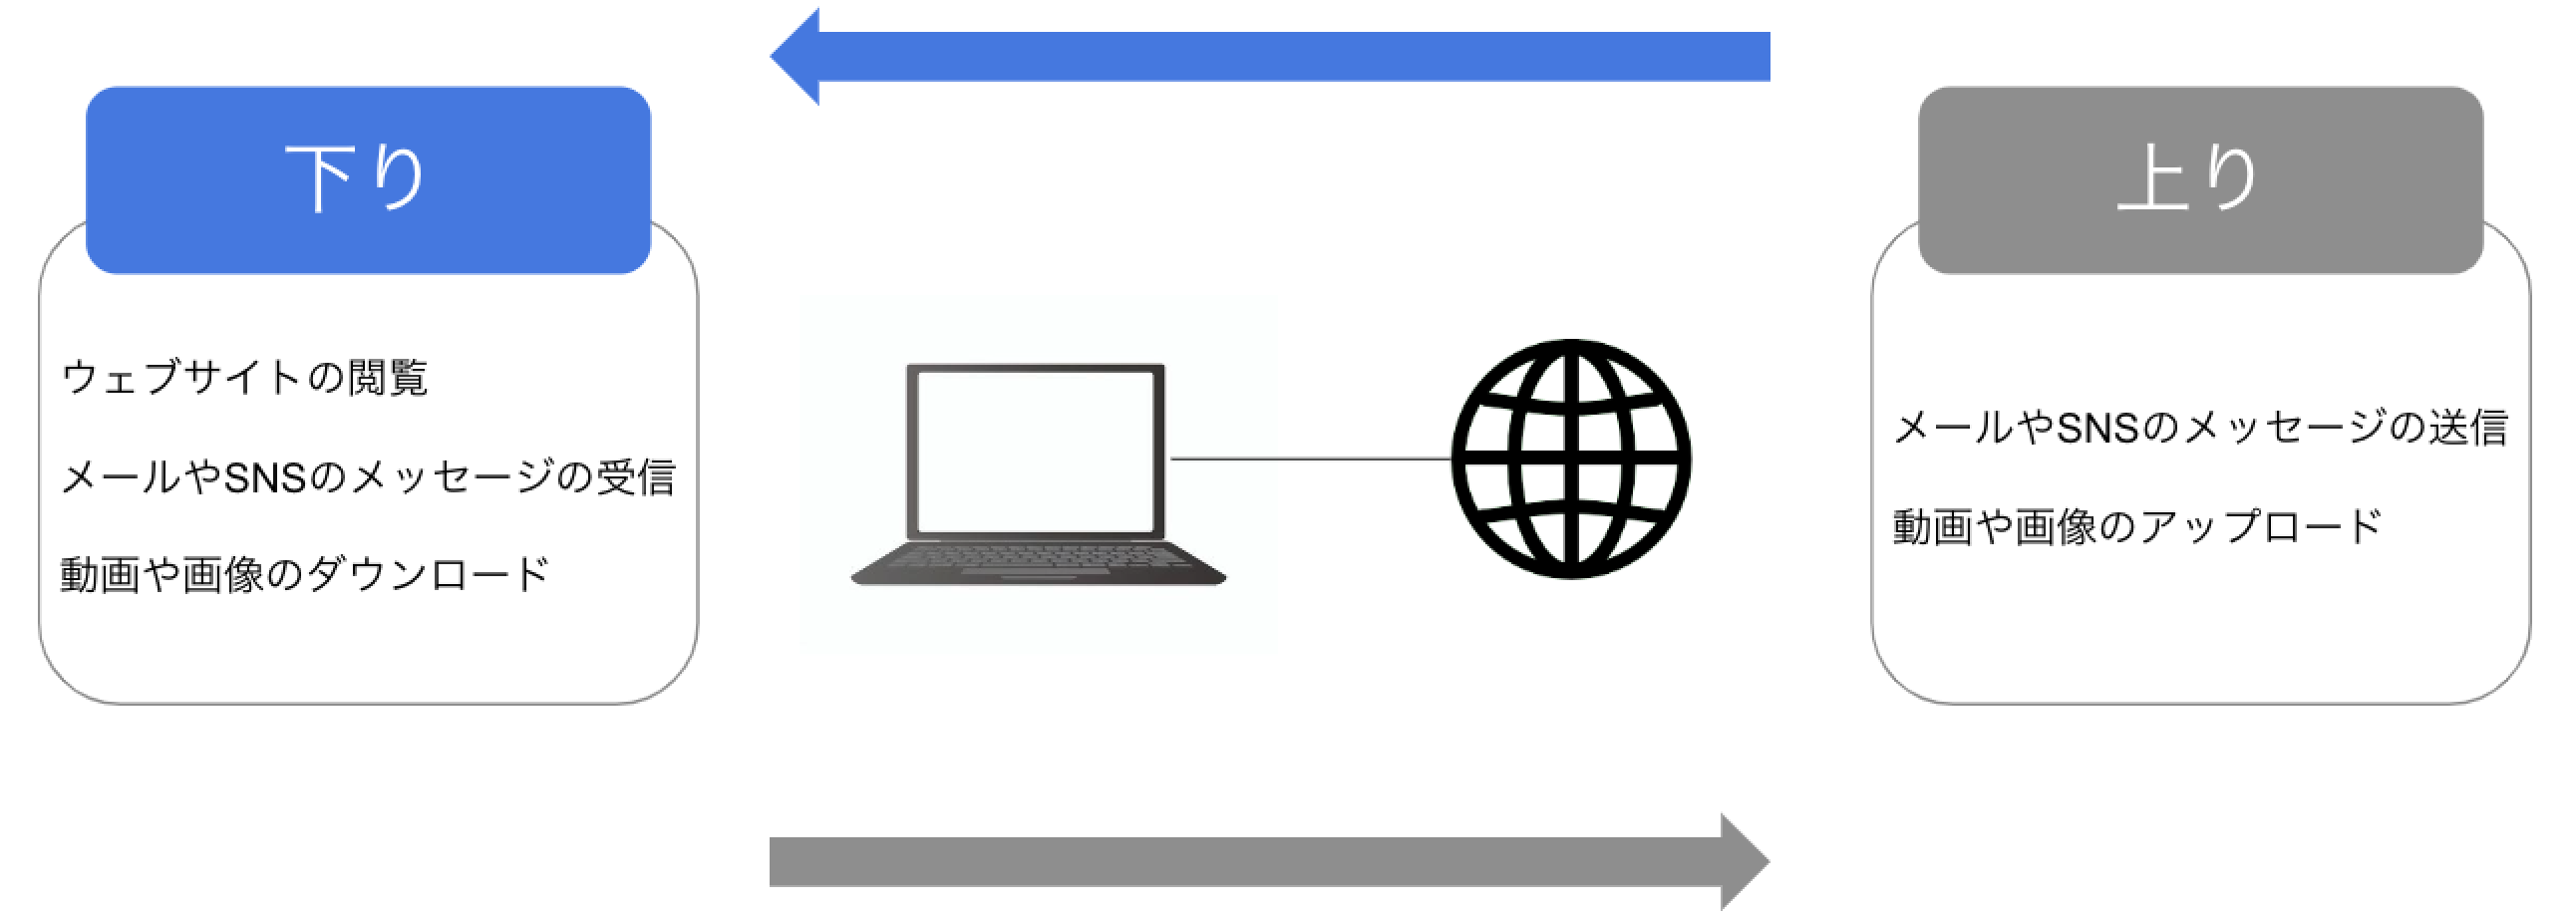 下り
ウェブサイトの閲覧
メールやSNSのメッセージの受信
動画や画像のダウンロード
上り
メールやSNSのメッセージの送信
動画や画像のアップロード